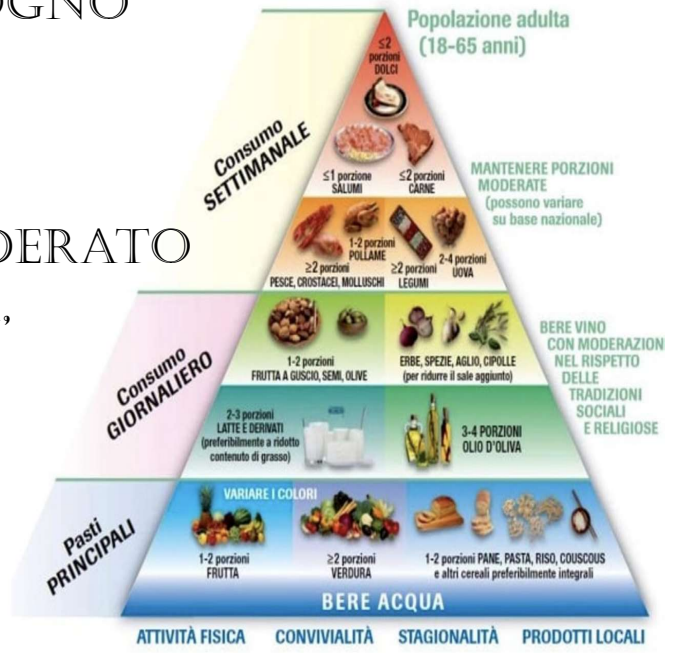 OGNO
DERATO
Popolazione adulta
(18-65 anni)
≤2
porzioni
DOLCI
Consumo
SETTIMANALE
≤1 porzione
SALUMI
≤2 porzioni
CARNE
MANTENERE PORZIONI
MODERATE
(possono variare
su base nazionale)
1-2 porzioni
POLLAME
≥2 porzioni
PESCE, CROSTACEI, MOLLUSCHI
≥2 porzioni
LEGUMI
2-4 porzioni
UOVA
Consumo
GIORNALIERO
1-2 porzioni
FRUTTA A GUSCIO, SEMI, OLIVE
ERBE, SPEZIE, AGLIO, CIPOLLE
(per ridurre il sale aggiunto)
BERE VINO
CON MODERAZION
NEL RISPETTO
DELLE
TRADIZIONI
SOCIALI
E RELIGIOSE
2-3 porzioni
LATTE E DERIVATI
(preferibilmente a ridotto
contenuto di grasso)
3-4 PORZIONI
OLIO D'OLIVA
Pasti
PRINCIPALI
VARIARE I COLORI
1-2 porzioni
FRUTTA
≥2 porzioni
VERDURA
1-2 porzioni PANE, PASTA, RISO, COUSCOUS
e altri cereali preferibilmente integrali
BERE ACQUA
ATTIVITÀ FISICA
CONVIVIALITÀ
STAGIONALITÀ
PRODOTTI LOCALI